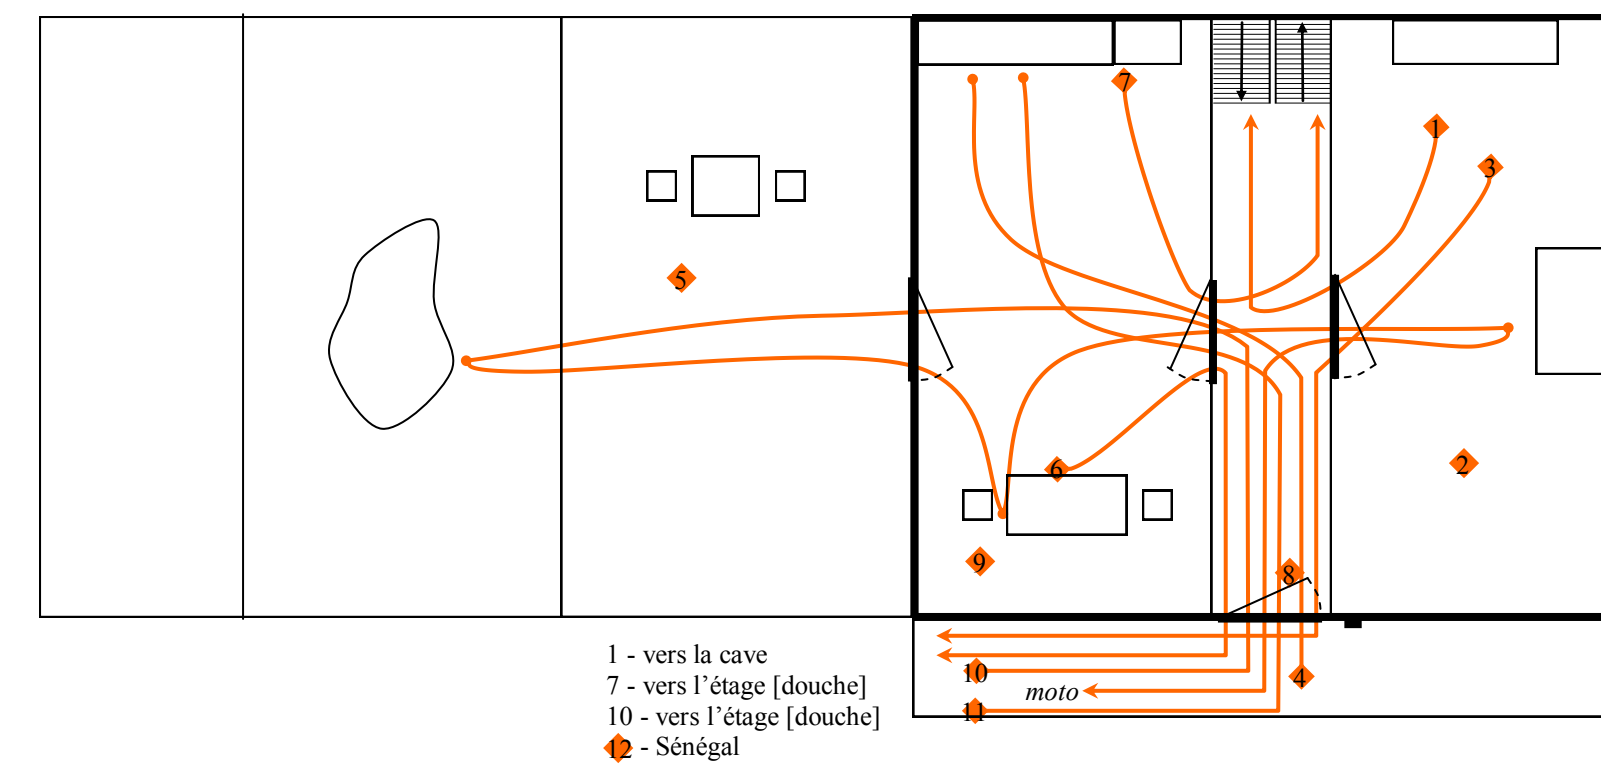 7
1
3
5
6
2
9
8
1 - vers la cave
10
4
7 - vers l’étage [douche]
moto
10 - vers l’étage [douche]
11
12 - Sénégal